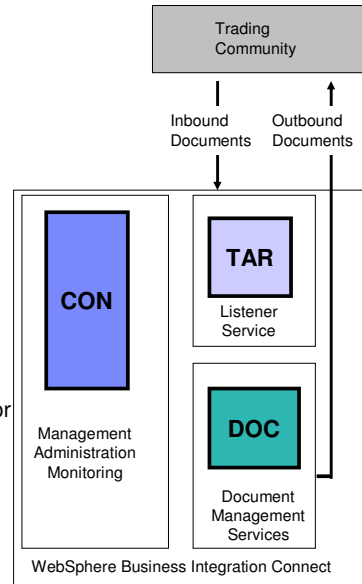 Trading
Community
Inbound
Documents
Outbound
Documents
CON
TAR
Listener
Service
or
Management
Administration
Monitoring
DOC
Document
Management
Services
WebSphere Business Integration Connect